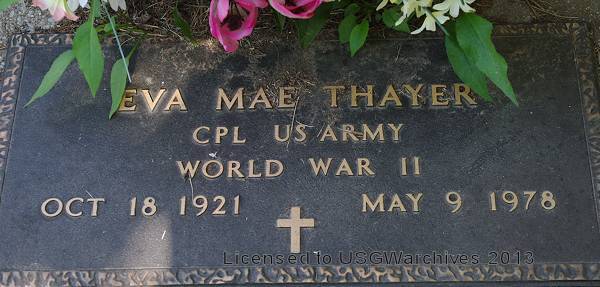 EVA MAE THAYER
CPL US ARMY
WORLD WAR II
OCT 18 1921 MAY 9 1978
Licensed to USGWarchives 2013